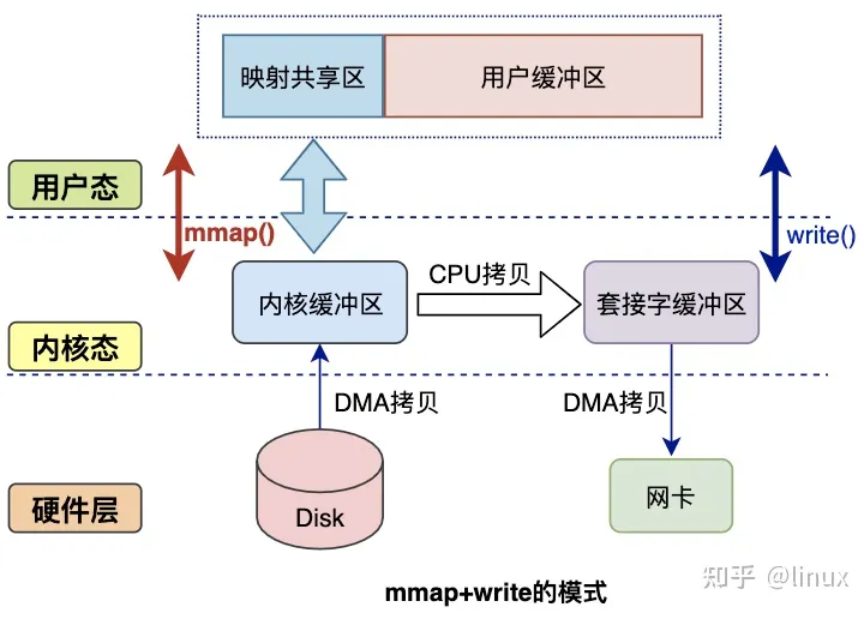 映射共享区
用户缓冲区
用户态
mmap()
write()
CPU拷贝
内核缓冲区
套接字缓冲区
内核态
DMA拷贝
DMA拷贝
硬件层
Disk
网卡
知乎 @linux
mmap+write的模式